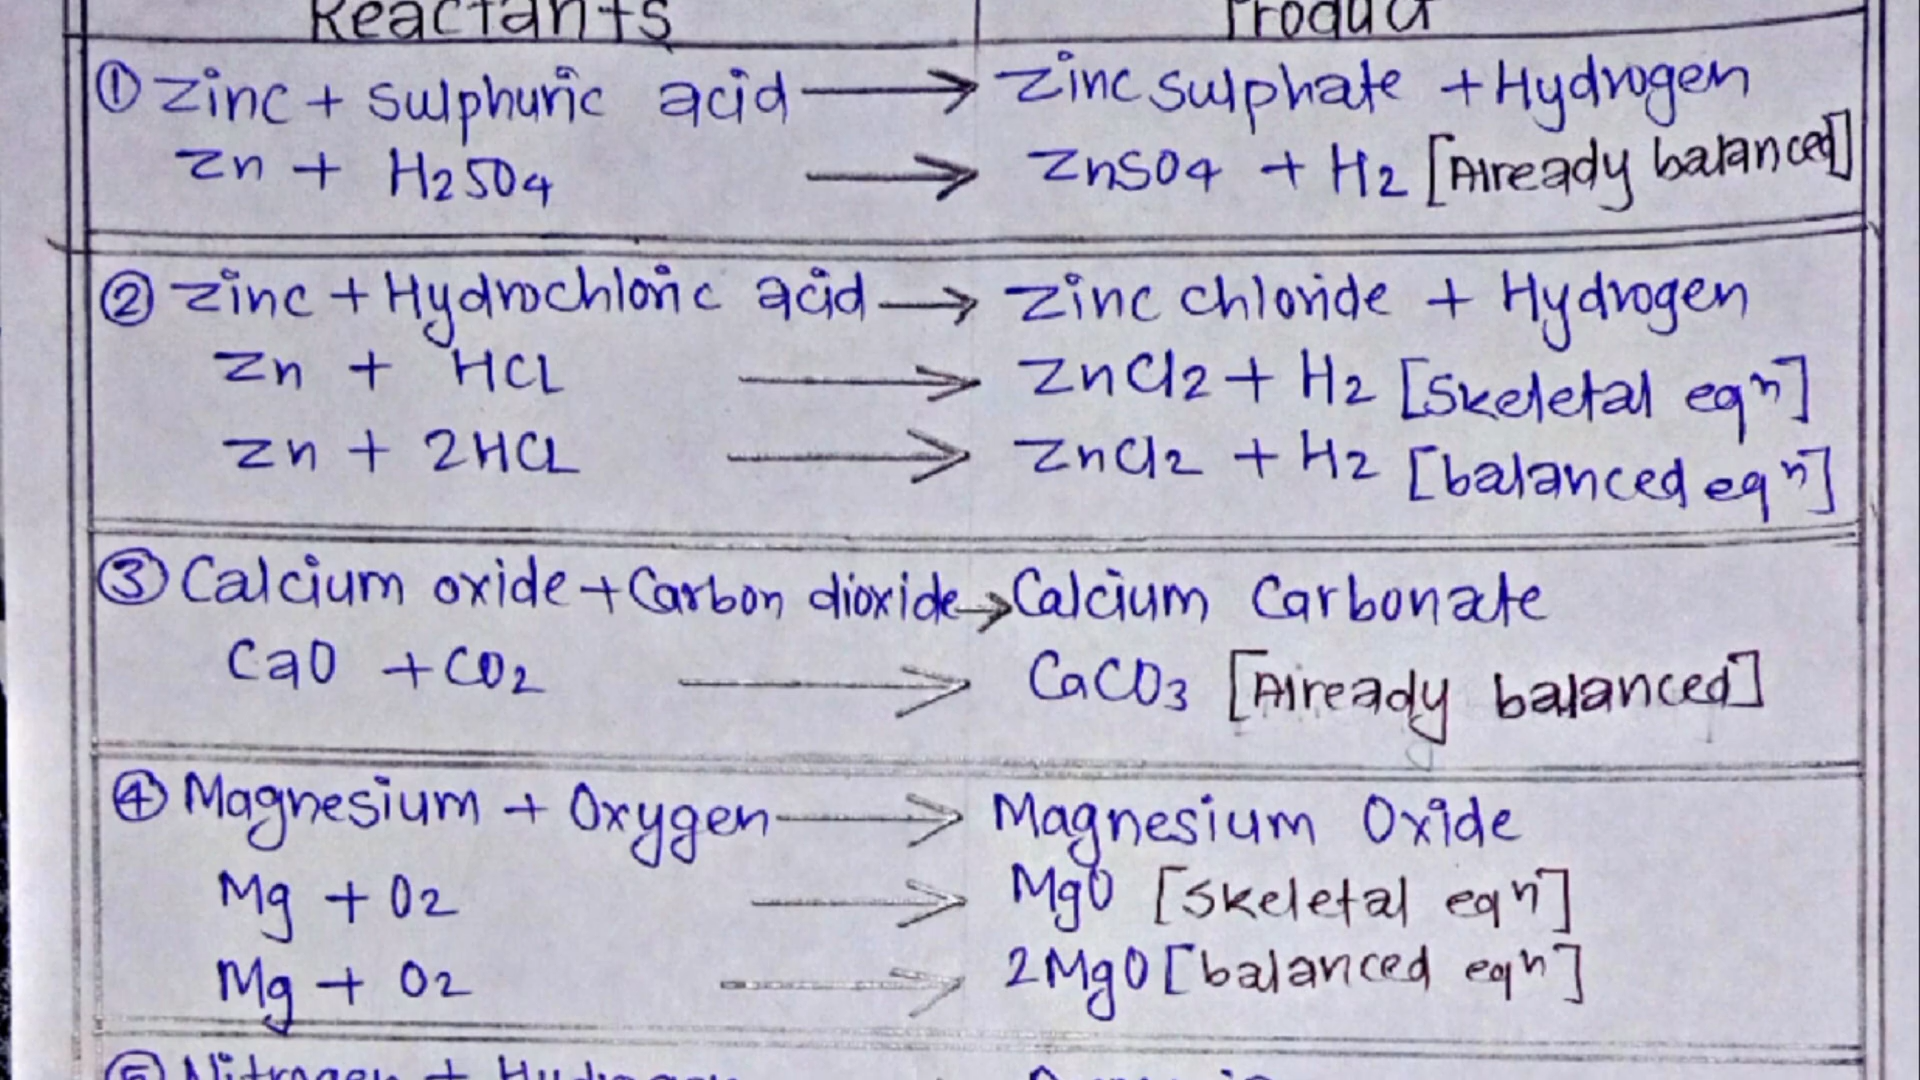 Reactants Product
① Zinc + Sulphuric acid → Zinc sulphate + Hydrogen
Zn + H2SO4 → ZnSO4 + H2 [Already balanced]
② Zinc + Hydrochloric acid → Zinc chloride + Hydrogen
Zn + HCl → ZnCl2 + H2 [Skeletal eqn]
Zn + 2HCl → ZnCl2 + H2 [balanced eqn]
③ Calcium oxide + Carbon dioxide → Calcium Carbonate
CaO + CO2 → CaCO3 [Already balanced]
④ Magnesium + Oxygen → Magnesium Oxide
Mg + O2 → MgO [Skeletal eqn]
Mg + O2 → 2MgO [balanced eqn]
⑤ Nitrogen + Hydrogen